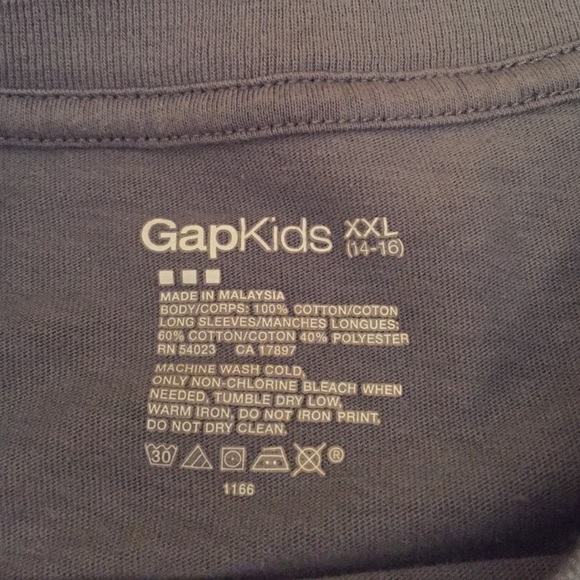 GapKids XXL
(14-16)
MADE IN MALAYSIA
BODY/CORPS: 100% COTTON/COTON
LONG SLEEVES/MANCHES LONGUES:
60% COTTON/COTON 40% POLYESTER
RN 54023 CA 17897
MACHINE WASH COLD,
ONLY NON-CHLORINE BLEACH WHEN
NEEDED, TUMBLE DRY LOW,
WARM IRON, DO NOT IRON PRINT,
DO NOT DRY CLEAN.
30 ®
1166